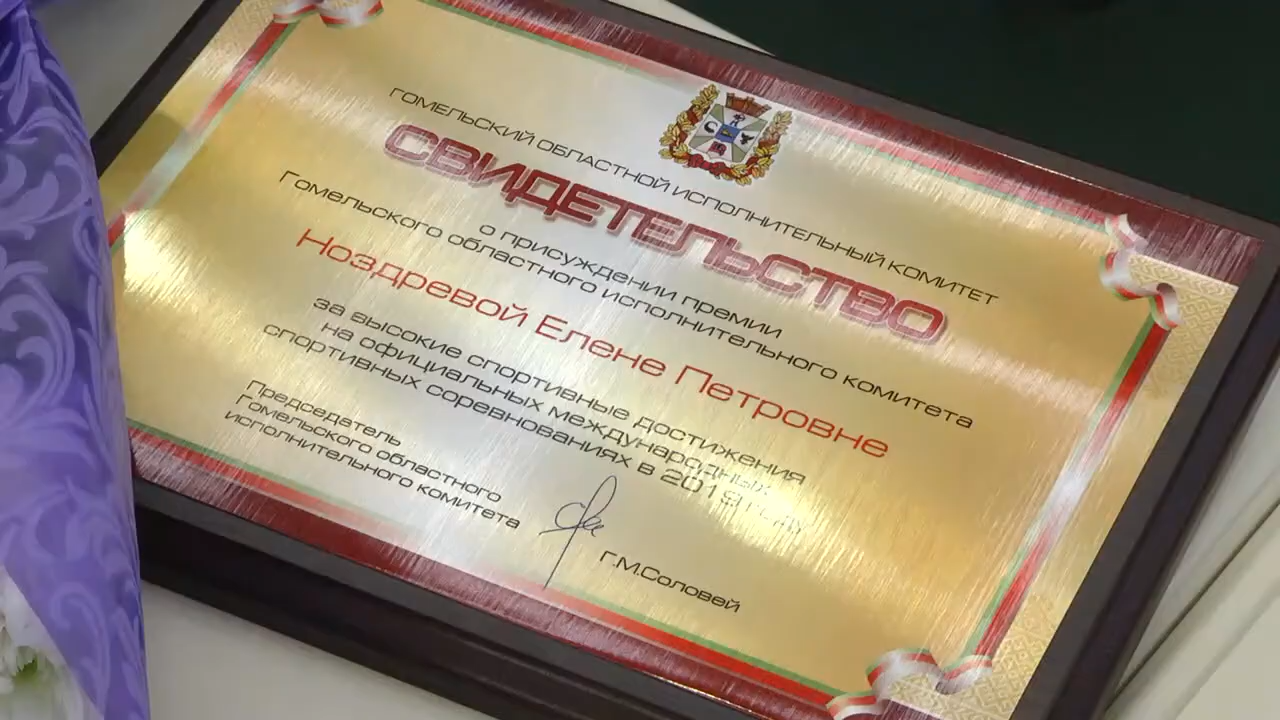 ГОМЕЛЬСКИЙ ОБЛАСТНОЙ ИСПОЛНИТЕЛЬНЫЙ КОМИТЕТ
СВИДЕТЕЛЬСТВО
о присуждении премии
Гомельского областного исполнительного комитета
Ноздревой Елене Петровне
за высокие спортивные достижения
на официальных международных
спортивных соревнованиях в 2019 году
Председатель
Гомельского областного
исполнительного комитета
Г.М.Соловей